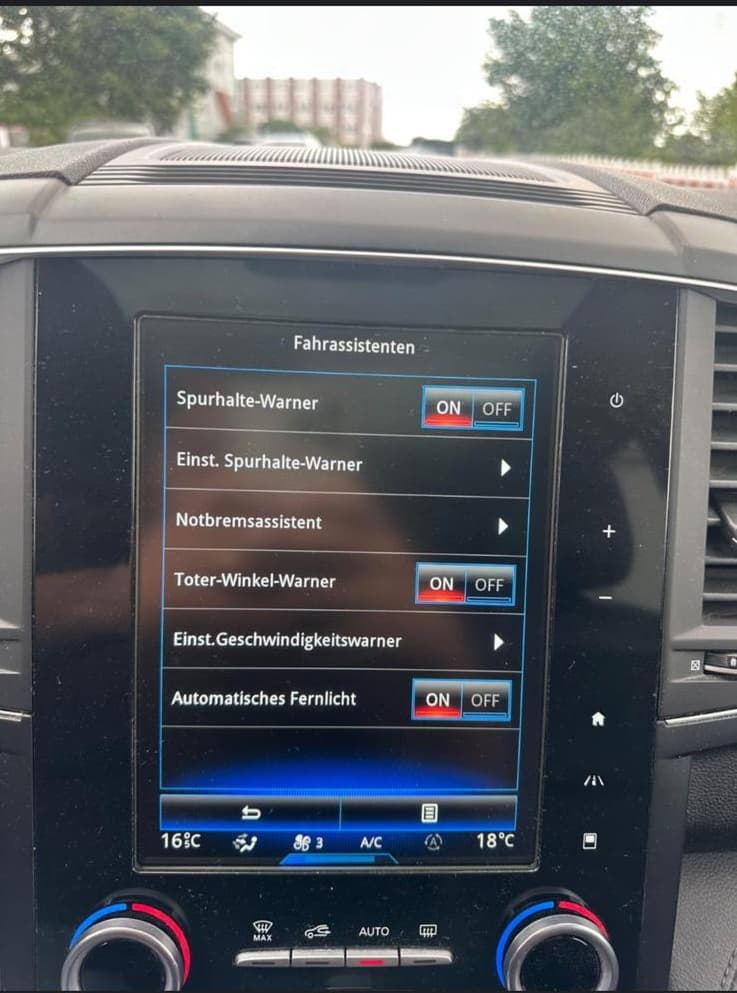 Fahrassistenten
Spurhalte-Warner ON OFF
Einst. Spurhalte-Warner
Notbremsassistent
Toter-Winkel-Warner ON OFF
Einst.Geschwindigkeitswarner
Automatisches Fernlicht ON OFF
16°C 3 A/C A 18°C
MAX AUTO